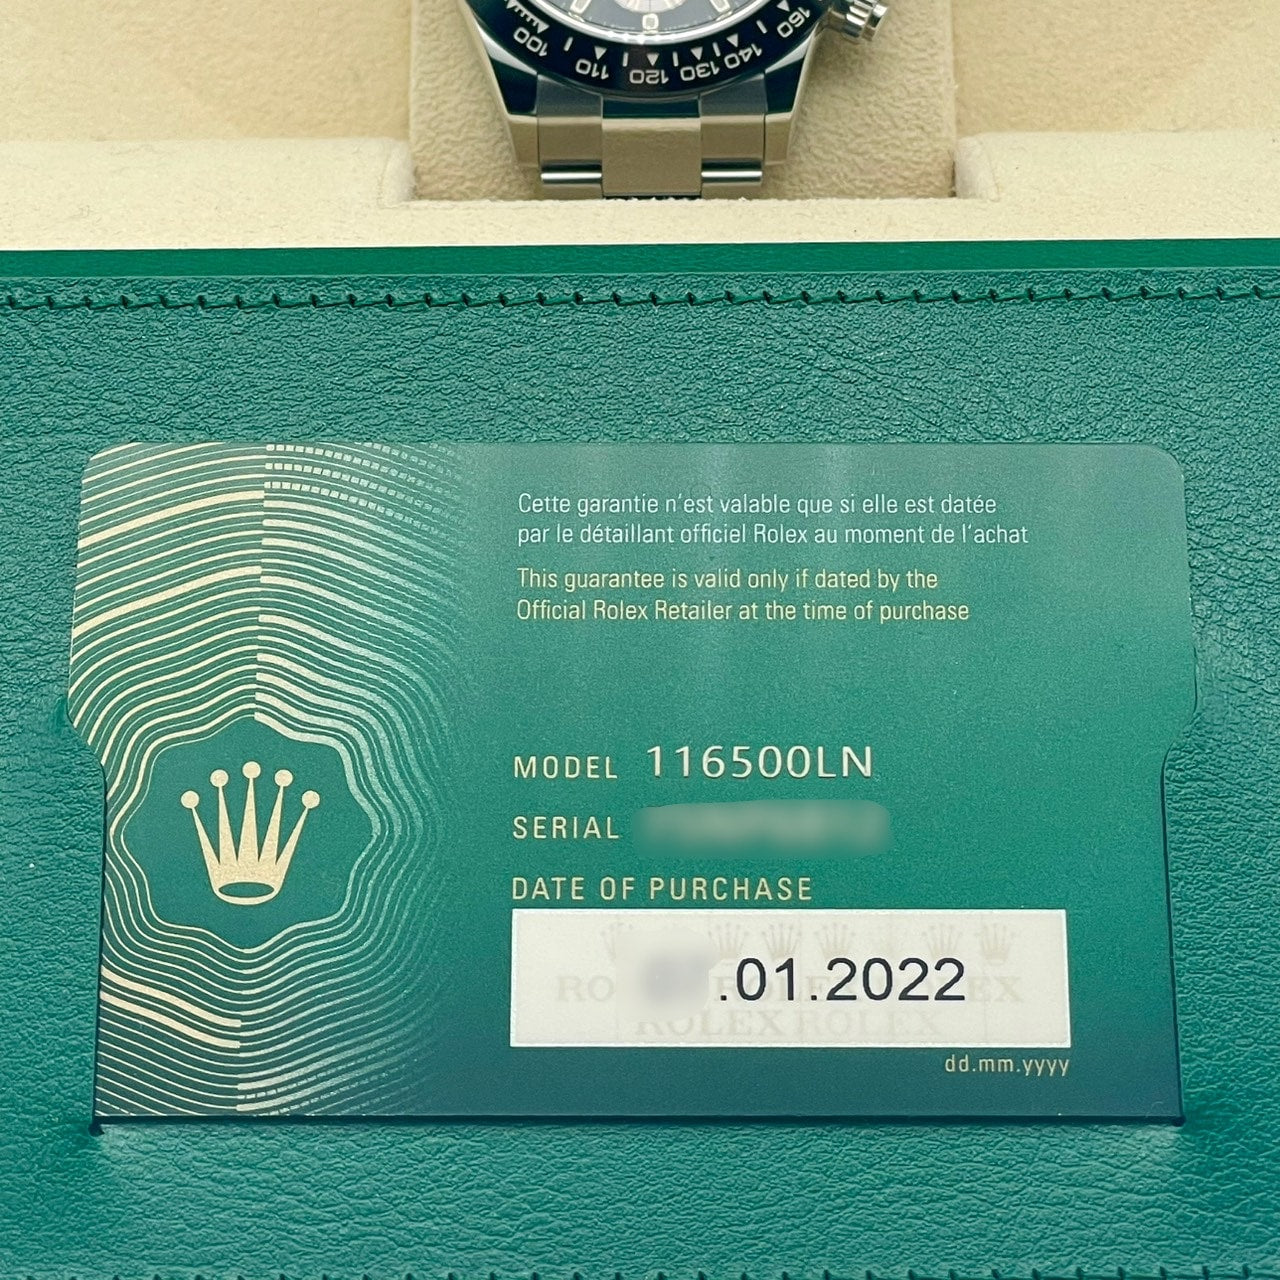 100 110 120 130 140 160
Cette garantie n'est valable que si elle est datée
par le détaillant officiel Rolex au moment de l'achat
This guarantee is valid only if dated by the
Official Rolex Retailer at the time of purchase
MODEL 116500LN
SERIAL
DATE OF PURCHASE
.01.2022
ROLEX ROLEX
dd.mm.yyyy